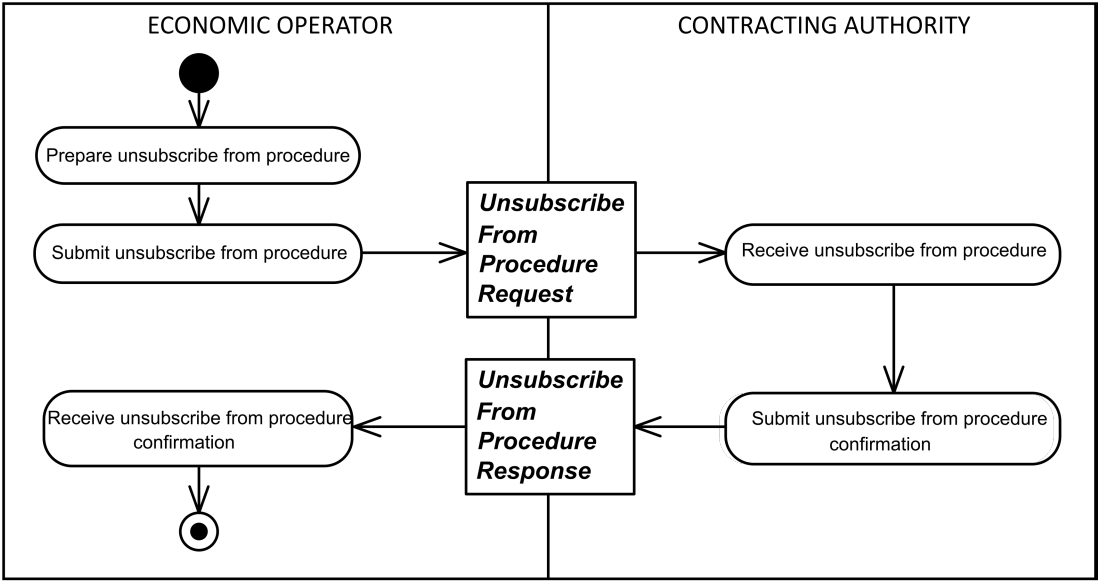 ECONOMIC OPERATOR
CONTRACTING AUTHORITY
Prepare unsubscribe from procedure
Submit unsubscribe from procedure
Unsubscribe
From
Procedure
Request
Receive unsubscribe from procedure
Receive unsubscribe from procedure
confirmation
Unsubscribe
From
Procedure
Response
Submit unsubscribe from procedure
confirmation